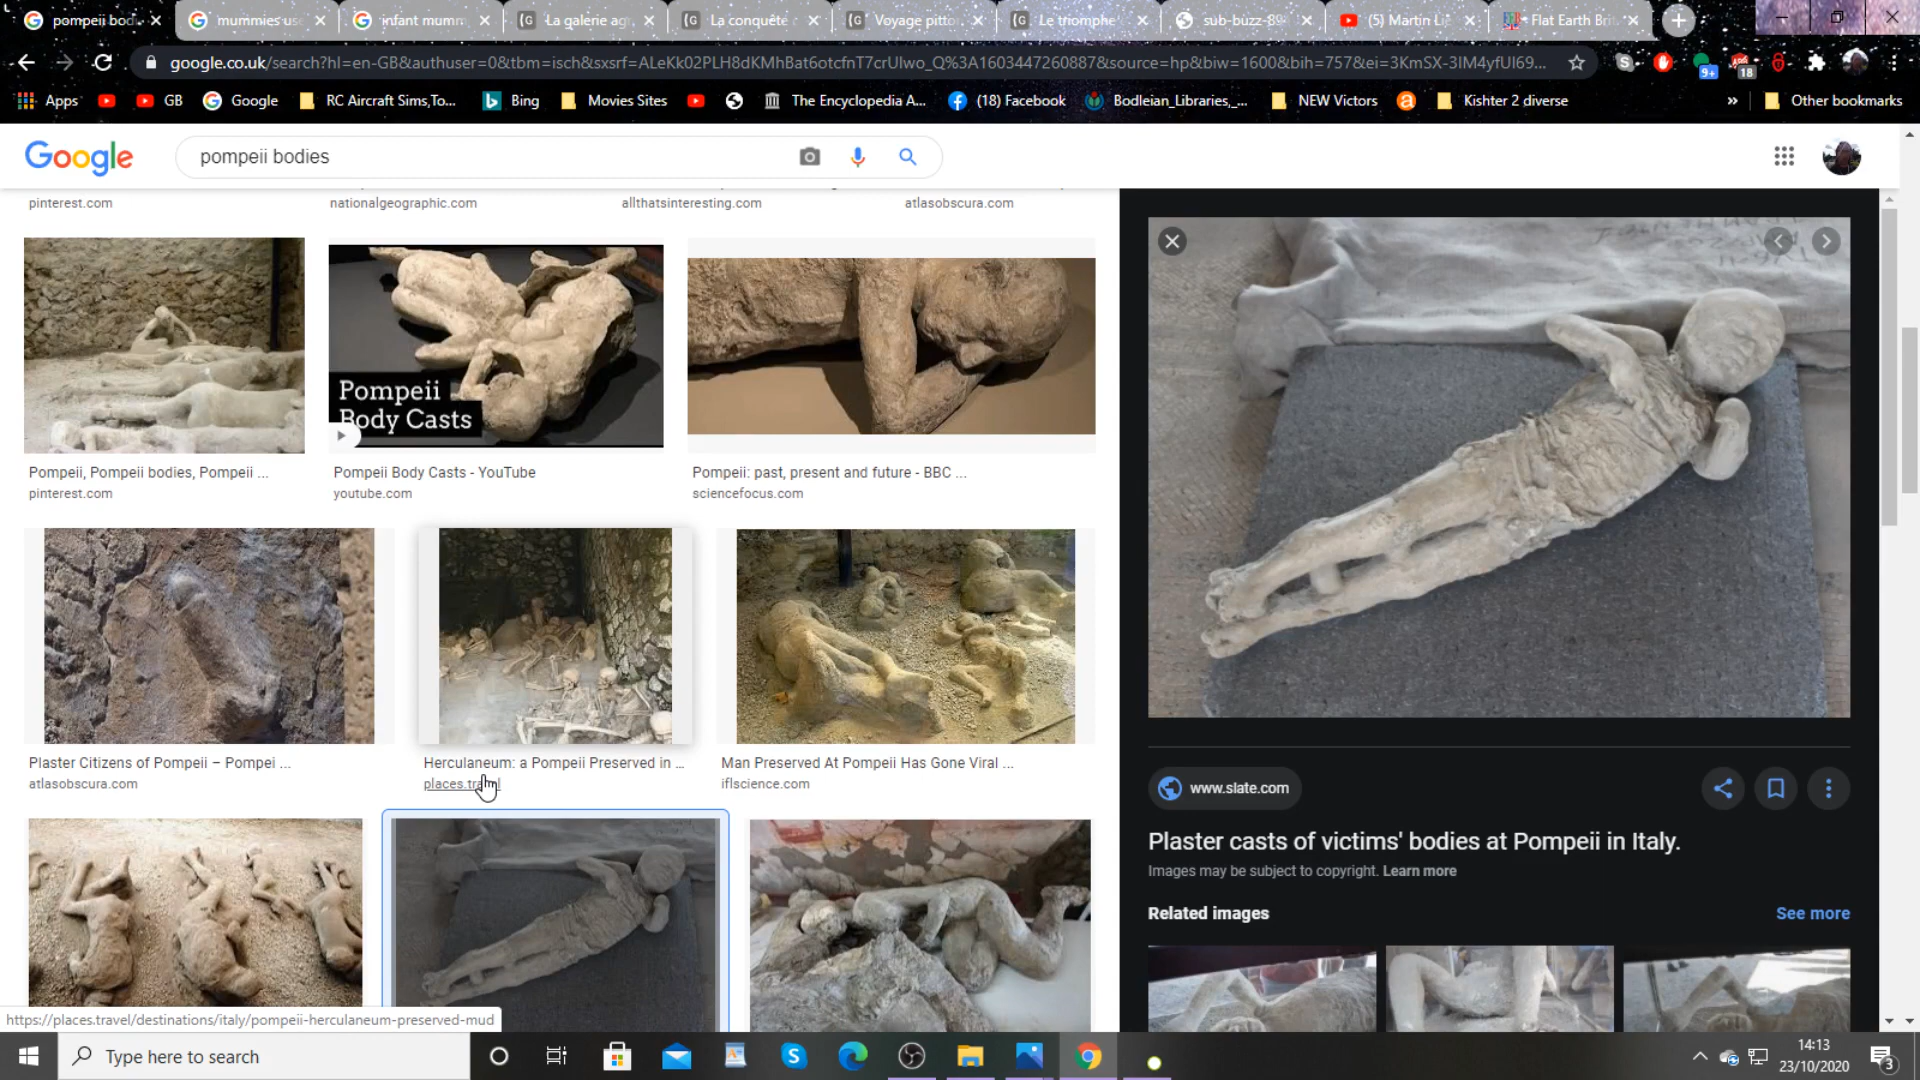 pompeii bod
mummies use
infant mumm
La galerie ag
La conquête
Voyage pitto
Le triomphe
sub-buzz-89
(5) Martin Lie
Flat Earth Brit
google.co.uk/search?hl=en-GB&authuser=0&tbm=isch&sxsrf=ALeKk02PLH8dKMhBat6otcfnT7crUlwo_Q%3A1603447260887&source=hp&biw=1600&bih=757&ei=3KmSX-3IM4yfUI69...
9+
18
Apps
GB
Google
RC Aircraft Sims,To...
Bing
Movies Sites
The Encyclopedia A...
(18) Facebook
Bodleian_Libraries,_...
NEW Victors
Kishter 2 diverse
»
Other bookmarks
Google
pompeii bodies
pinterest.com
nationalgeographic.com
allthatsinteresting.com
atlasobscura.com
Pompeii
Body Casts
Pompeii, Pompeii bodies, Pompeii ...
pinterest.com
Pompeii Body Casts - YouTube
youtube.com
Pompeii: past, present and future - BBC ...
sciencefocus.com
Plaster Citizens of Pompeii – Pompei ...
atlasobscura.com
Herculaneum: a Pompeii Preserved in ...
places.travel
Man Preserved At Pompeii Has Gone Viral ...
iflscience.com
www.slate.com
Plaster casts of victims' bodies at Pompeii in Italy.
Images may be subject to copyright. Learn more
Related images
See more
https://places.travel/destinations/italy/pompeii-herculaneum-preserved-mud
Type here to search
14:13
23/10/2020
3